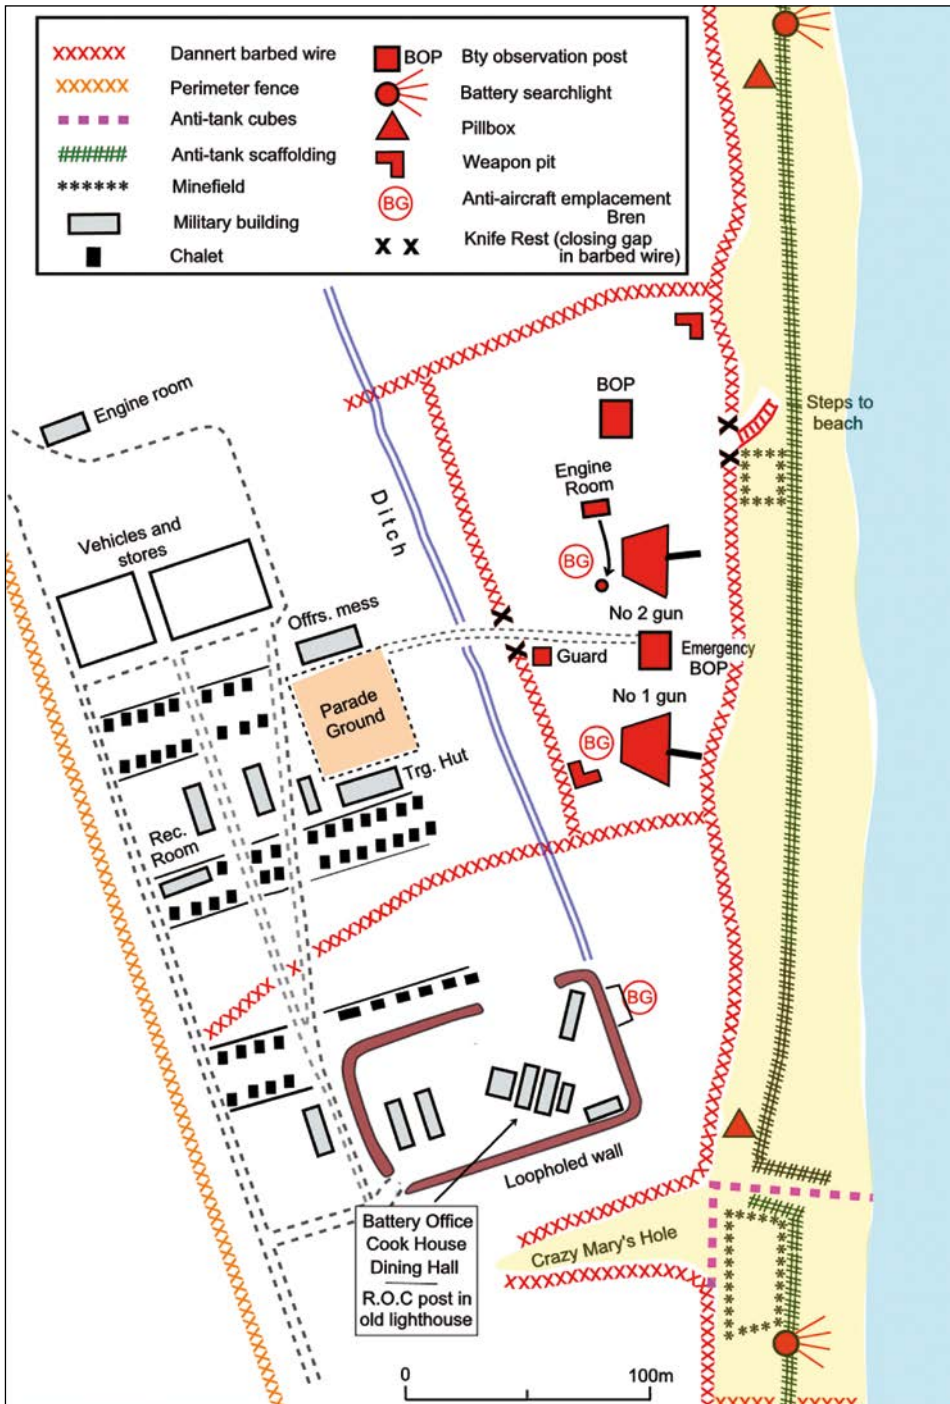 Dannert barbed wire
Perimeter fence
Anti-tank cubes
Anti-tank scaffolding
Minefield
Military building
Chalet
BOP
Bty observation post
Battery searchlight
Pillbox
Weapon pit
BG
Anti-aircraft emplacement
Bren
Knife Rest (closing gap
in barbed wire)
Engine room
BOP
Steps to
beach
Engine
Room
Ditch
Vehicles and
stores
BG
Offrs. mess
No 2 gun
Guard
Emergency
BOP
Parade
Ground
No 1 gun
BG
Trg. Hut
Rec.
Room
BG
Loopholed wall
Battery Office
Cook House
Dining Hall
R.O.C post in
old lighthouse
Crazy Mary's Hole
0
100m